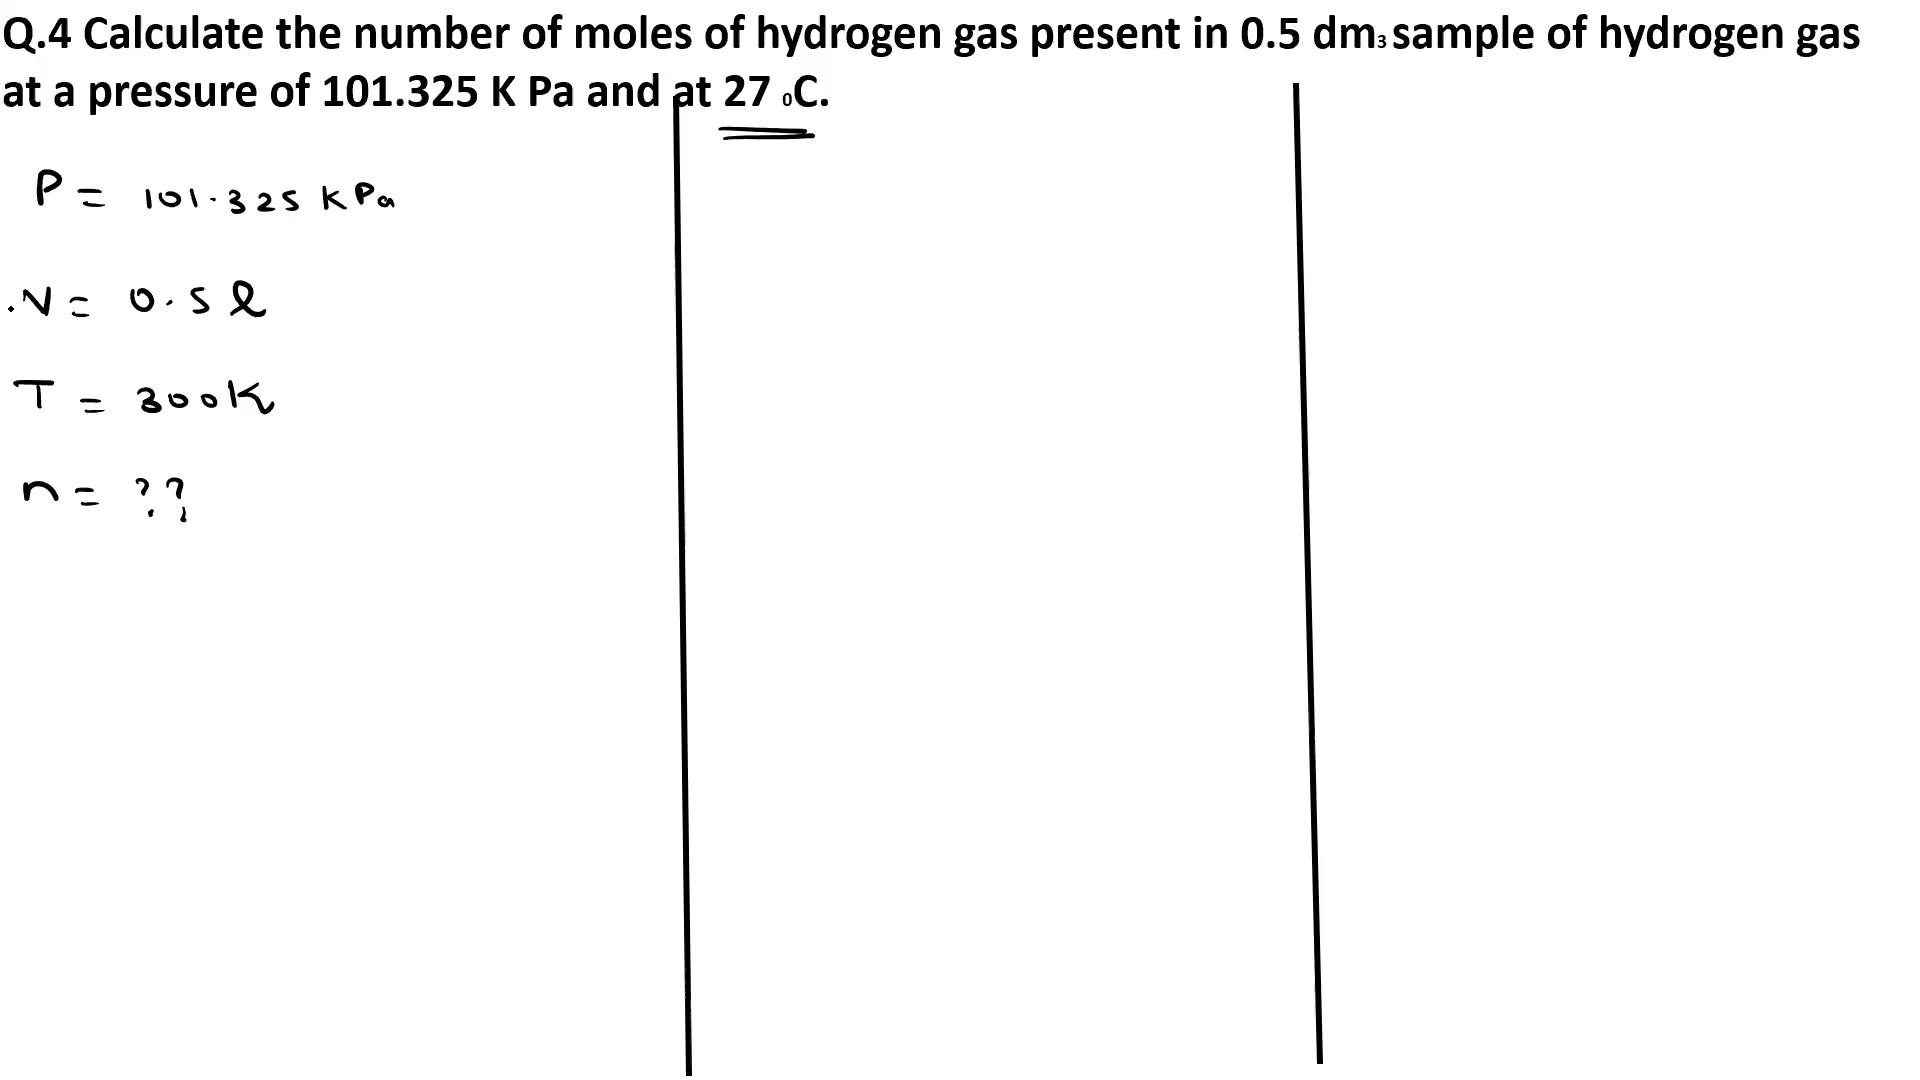 Q.4 Calculate the number of moles of hydrogen gas present in 0.5 dm3 sample of hydrogen gas
at a pressure of 101.325 K Pa and at 27 0C.
P = 101.325 K Pa
.V = 0.5 l
T = 300K
n = ??